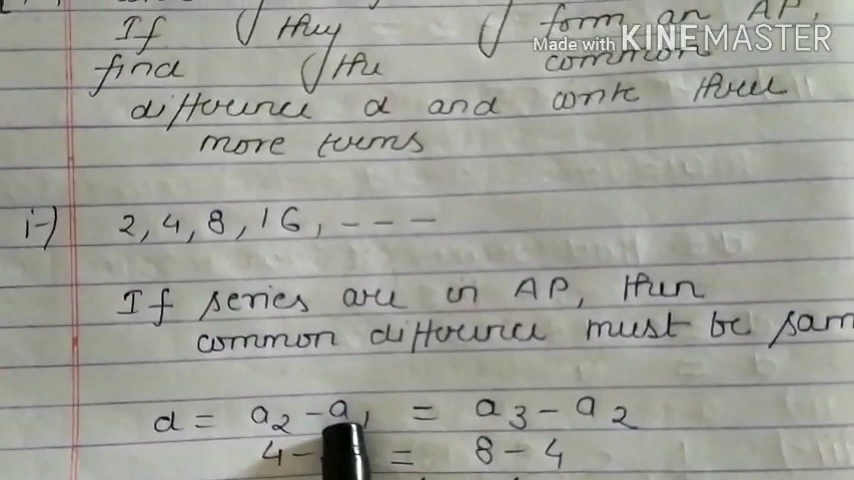 If they form an AP,
Made with KINEMASTER
find the common
difference d and write three
more terms
i-) 2, 4, 8, 16, ---
If series are in AP, then
common difference must be sam
d = a₂ - a₁ = a₃ - a₂
4 - = 8 - 4